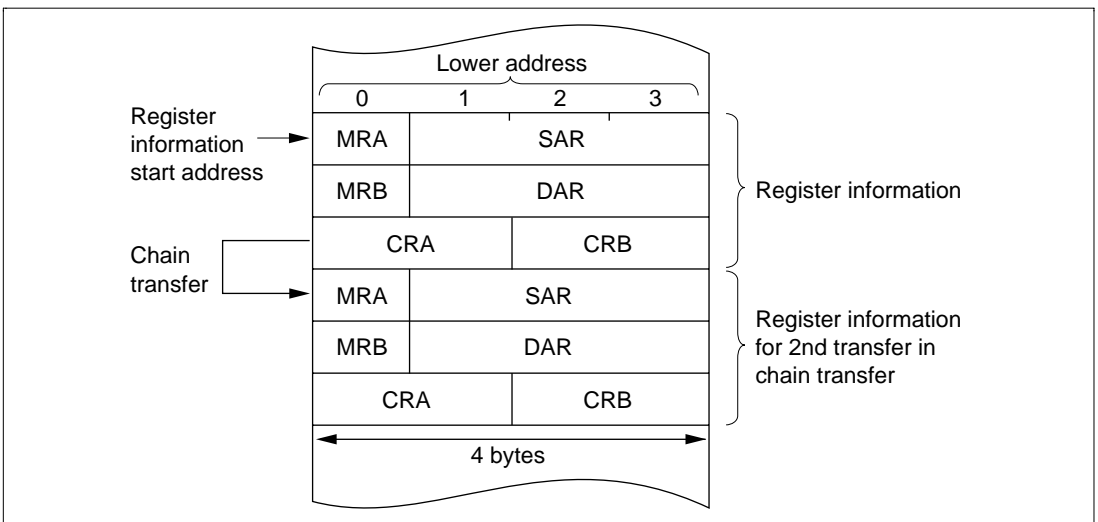 Lower address
0 1 2 3
Register
information
start address
MRA SAR
MRB DAR
CRA CRB
Register information
Chain
transfer
MRA SAR
MRB DAR
CRA CRB
Register information
for 2nd transfer in
chain transfer
4 bytes